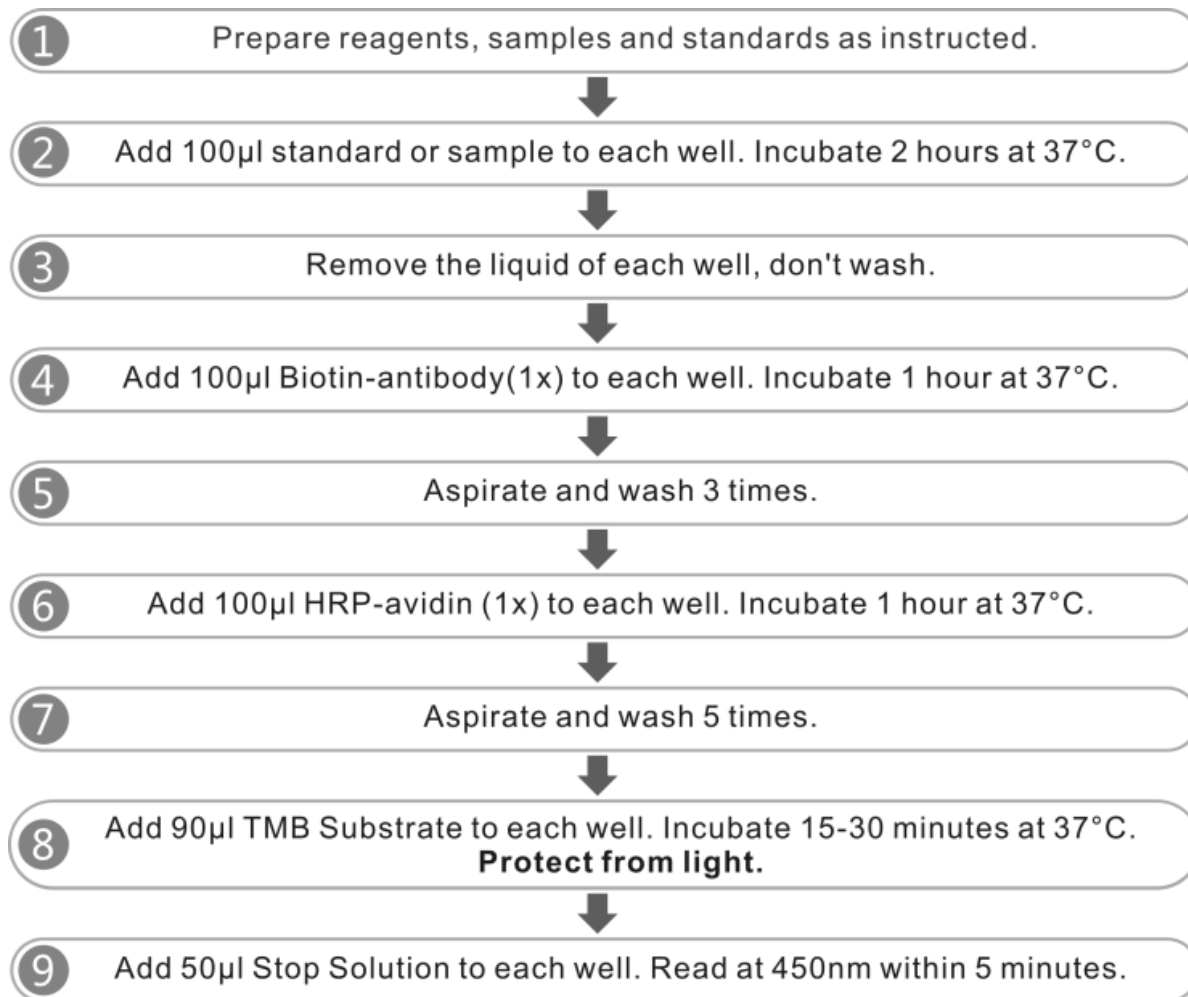 1 Prepare reagents, samples and standards as instructed.
2 Add 100µl standard or sample to each well. Incubate 2 hours at 37°C.
3 Remove the liquid of each well, don't wash.
4 Add 100µl Biotin-antibody(1x) to each well. Incubate 1 hour at 37°C.
5 Aspirate and wash 3 times.
6 Add 100µl HRP-avidin (1x) to each well. Incubate 1 hour at 37°C.
7 Aspirate and wash 5 times.
8 Add 90µl TMB Substrate to each well. Incubate 15-30 minutes at 37°C.
Protect from light.
9 Add 50µl Stop Solution to each well. Read at 450nm within 5 minutes.